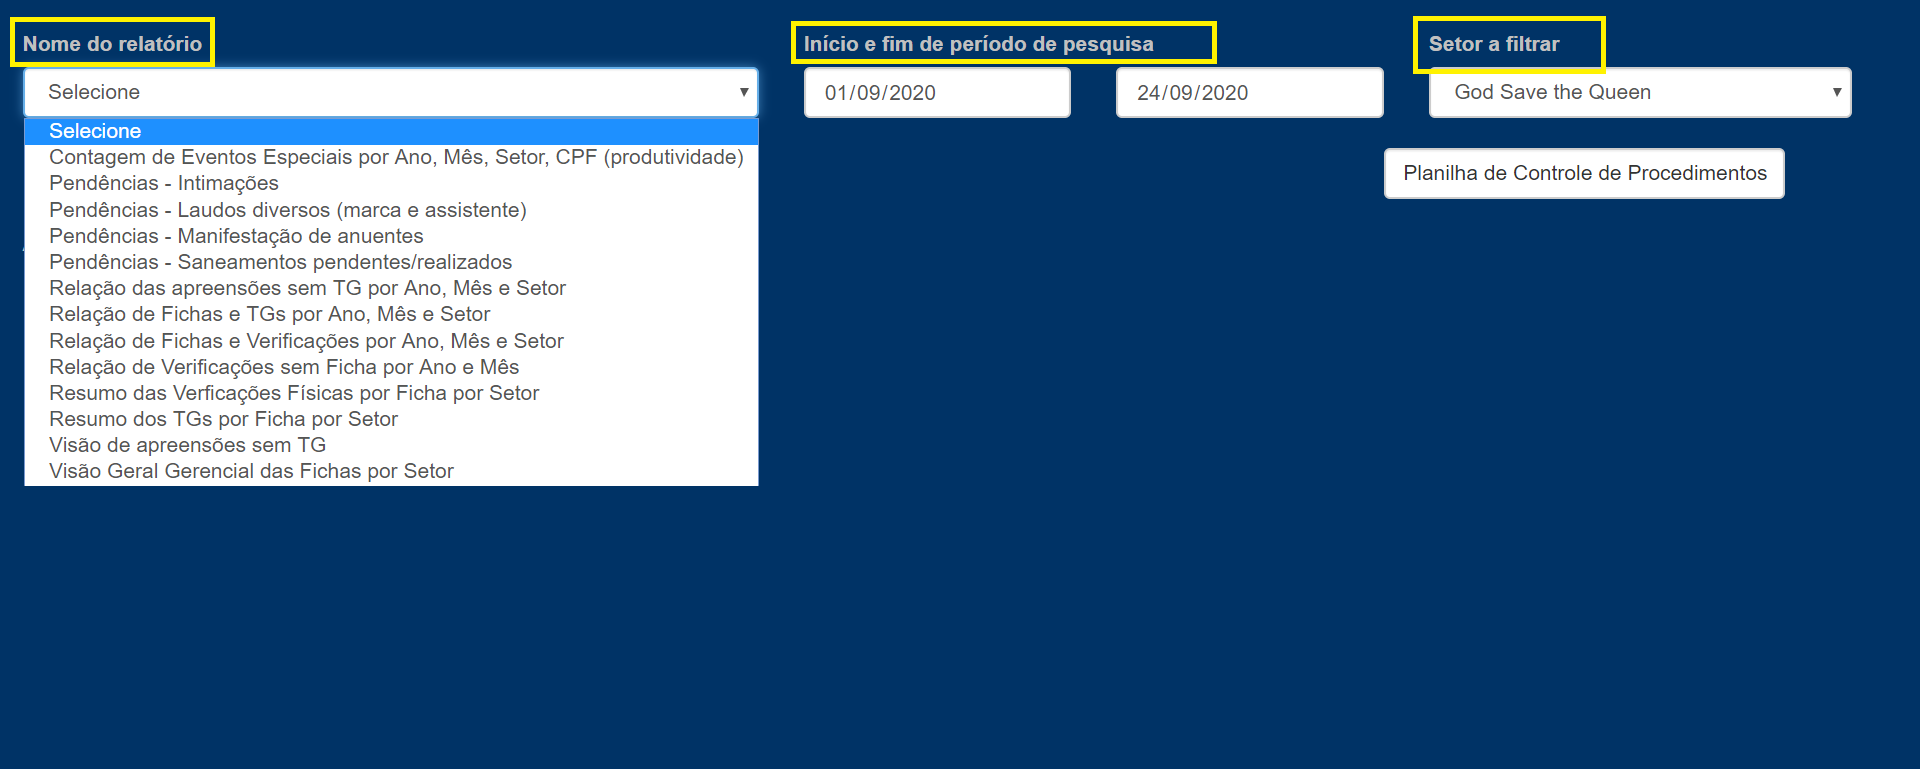 Nome do relatório
Início e fim de período de pesquisa
Setor a filtrar
Selecione
01/09/2020
24/09/2020
God Save the Queen
Selecione
Contagem de Eventos Especiais por Ano, Mês, Setor, CPF (produtividade)
Planilha de Controle de Procedimentos
Pendências - Intimações
Pendências - Laudos diversos (marca e assistente)
Pendências - Manifestação de anuentes
Pendências - Saneamentos pendentes/realizados
Relação das apreensões sem TG por Ano, Mês e Setor
Relação de Fichas e TGs por Ano, Mês e Setor
Relação de Fichas e Verificações por Ano, Mês e Setor
Relação de Verificações sem Ficha por Ano e Mês
Resumo das Verficações Físicas por Ficha por Setor
Resumo dos TGs por Ficha por Setor
Visão de apreensões sem TG
Visão Geral Gerencial das Fichas por Setor